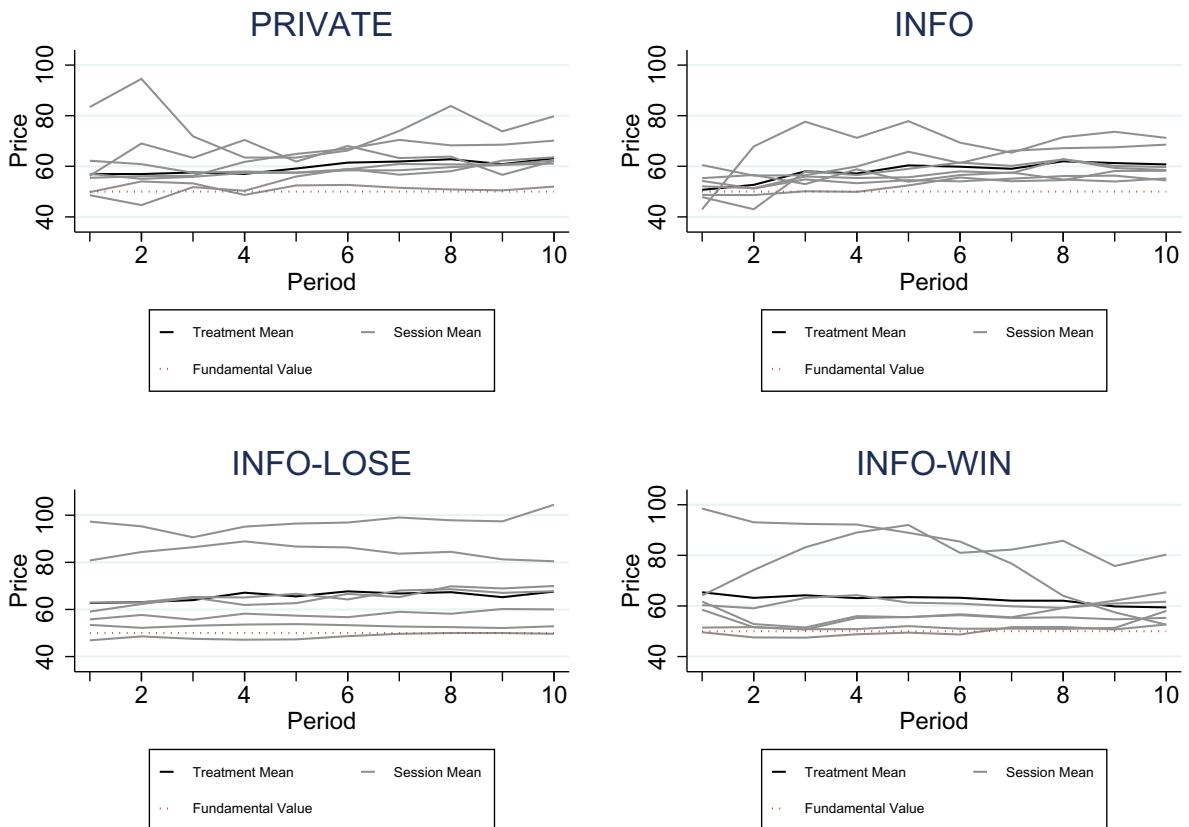 PRIVATE
Price
100
80
60
40
2 4 6 8 10
Period
Treatment Mean Session Mean
Fundamental Value
INFO
Price
100
80
60
40
2 4 6 8 10
Period
Treatment Mean Session Mean
Fundamental Value
INFO-LOSE
Price
100
80
60
40
2 4 6 8 10
Period
Treatment Mean Session Mean
Fundamental Value
INFO-WIN
Price
100
80
60
40
2 4 6 8 10
Period
Treatment Mean Session Mean
Fundamental Value